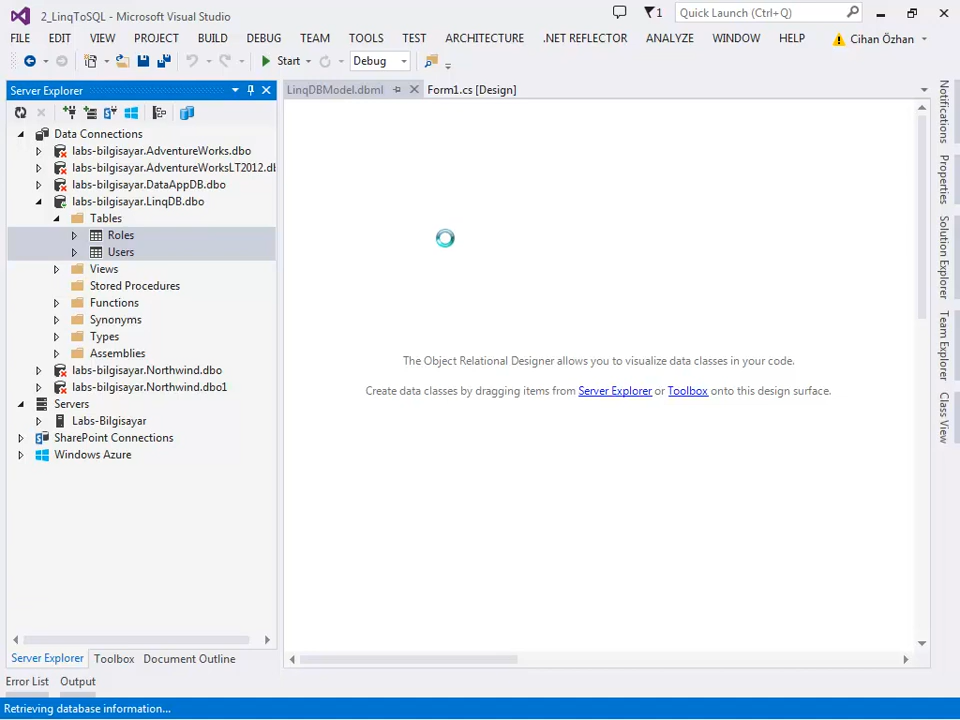 2_LinqToSQL - Microsoft Visual Studio
1
Quick Launch (Ctrl+Q)
FILE EDIT VIEW PROJECT BUILD DEBUG TEAM TOOLS TEST ARCHITECTURE .NET REFLECTOR ANALYZE WINDOW HELP Cihan Özhan
Start Debug
Server Explorer
LinqDBModel.dbml Form1.cs [Design]
Data Connections
labs-bilgisayar.AdventureWorks.dbo
labs-bilgisayar.AdventureWorksLT2012.db
labs-bilgisayar.DataAppDB.dbo
labs-bilgisayar.LinqDB.dbo
Tables
Roles
Users
Views
Stored Procedures
Functions
Synonyms
Types
Assemblies
labs-bilgisayar.Northwind.dbo
labs-bilgisayar.Northwind.dbo1
Servers
Labs-Bilgisayar
SharePoint Connections
Windows Azure
The Object Relational Designer allows you to visualize data classes in your code.
Create data classes by dragging items from Server Explorer or Toolbox onto this design surface.
Notifications
Properties
Solution Explorer
Team Explorer
Class View
Server Explorer Toolbox Document Outline
Error List Output
Retrieving database information...